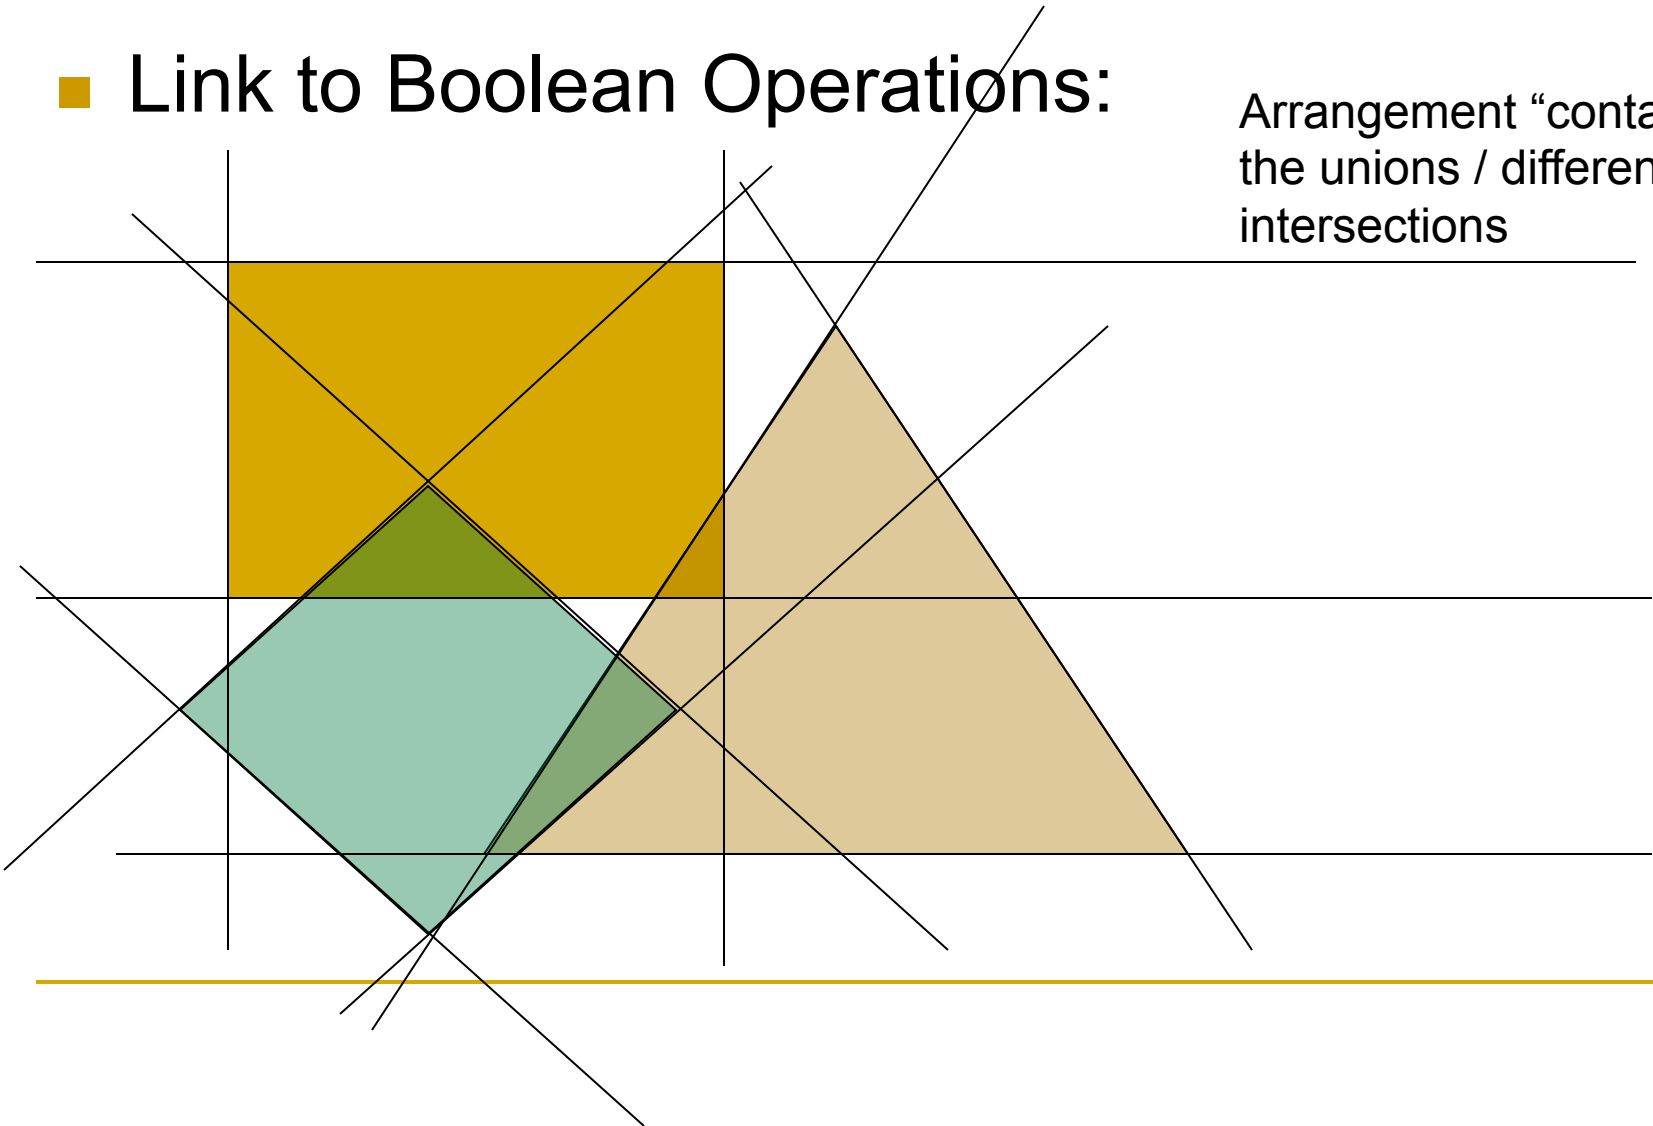 Link to Boolean Operations:
Arrangement “conta
the unions / differen
intersections